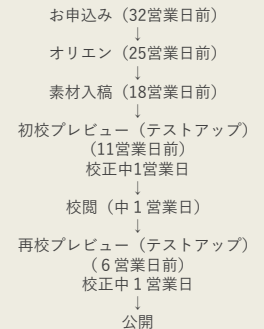 お申込み（32営業日前）
↓
オリエン（25営業日前）
↓
素材入稿（18営業日前）
↓
初校プレビュー（テストアップ）
(11営業日前）
校正中1営業日
↓
校閲（中１営業日）
↓
再校プレビュー（テストアップ）
（６営業日前）
校正中１営業日
↓
公開